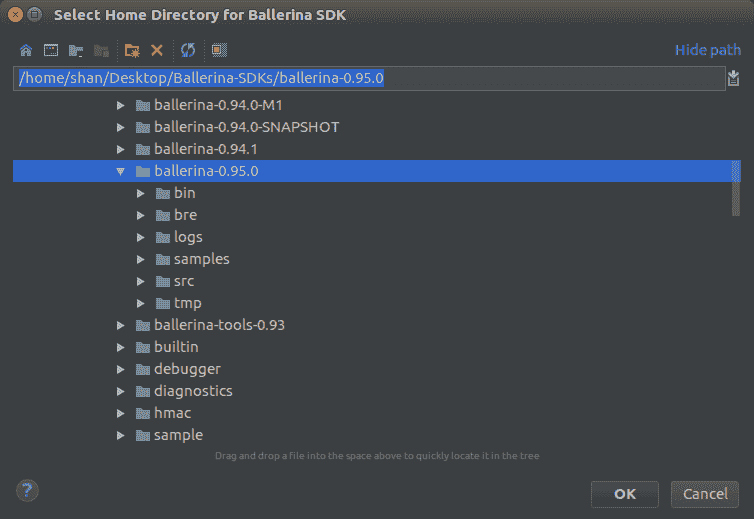 Select Home Directory for Ballerina SDK
Hide path
/home/shan/Desktop/Ballerina-SDKs/ballerina-0.95.0
ballerina-0.94.0-M1
ballerina-0.94.0-SNAPSHOT
ballerina-0.94.1
ballerina-0.95.0
bin
bre
logs
samples
src
tmp
ballerina-tools-0.93
builtin
debugger
diagnostics
hmac
sample
Drag and drop a file into the space above to quickly locate it in the tree
?
OK
Cancel